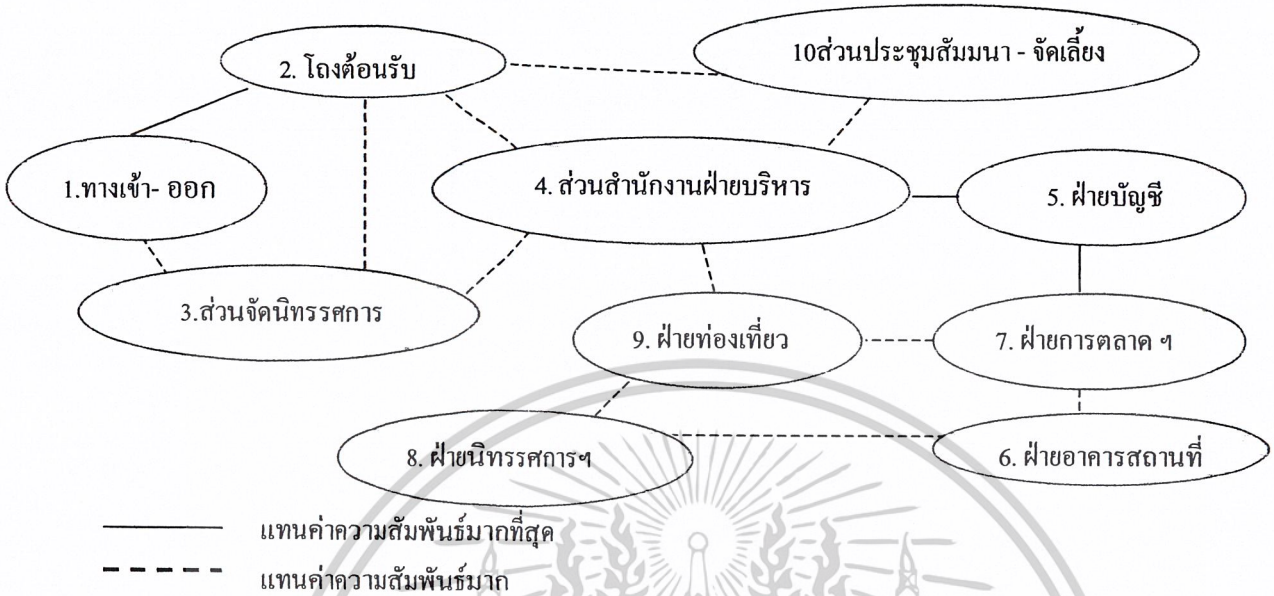 2. โถงต้อนรับ
10ส่วนประชุมสัมมนา - จัดเลี้ยง
1.ทางเข้า- ออก
4. ส่วนสำนักงานฝ่ายบริหาร
5. ฝ่ายบัญชี
3.ส่วนจัดนิทรรศการ
9. ฝ่ายท่องเที่ยว
7. ฝ่ายการตลาด ฯ
8. ฝ่ายนิทรรศการฯ
6. ฝ่ายอาคารสถานที่
แทนค่าความสัมพันธ์มากที่สุด
แทนค่าความสัมพันธ์มาก